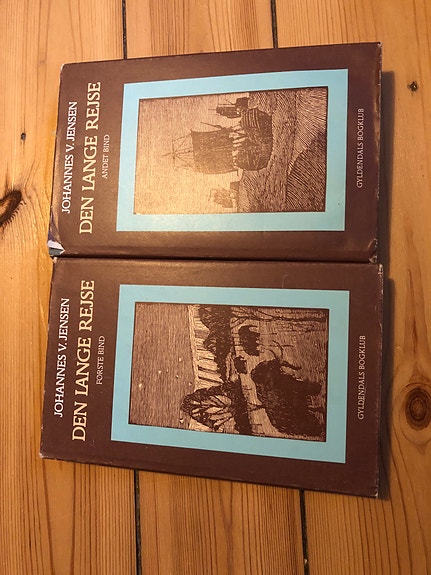 JOHANNES V. JENSEN
DEN LANGE REJSE
ANDET BIND
GYLDENDALS BOGKLUB
JOHANNES V. JENSEN
DEN LANGE REJSE
FØRSTE BIND
GYLDENDALS BOGKLUB